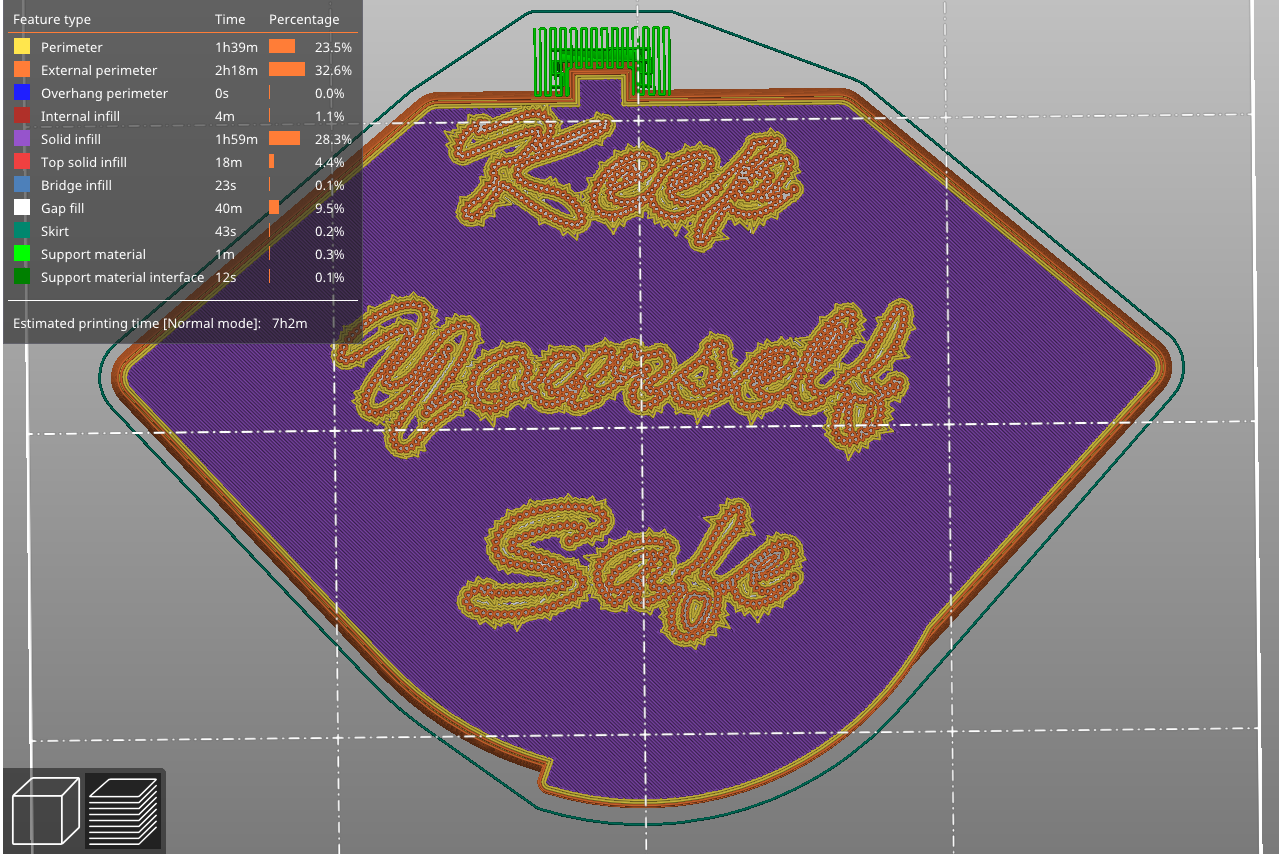 Feature type Time Percentage
Perimeter 1h39m 23.5%
External perimeter 2h18m 32.6%
Overhang perimeter 0s 0.0%
Internal infill 4m 1.1%
Solid infill 1h59m 28.3%
Top solid infill 18m 4.4%
Bridge infill 23s 0.1%
Gap fill 40m 9.5%
Skirt 43s 0.2%
Support material 1m 0.3%
Support material interface 12s 0.1%
Estimated printing time [Normal mode]: 7h2m
Keep
Yourself
Safe